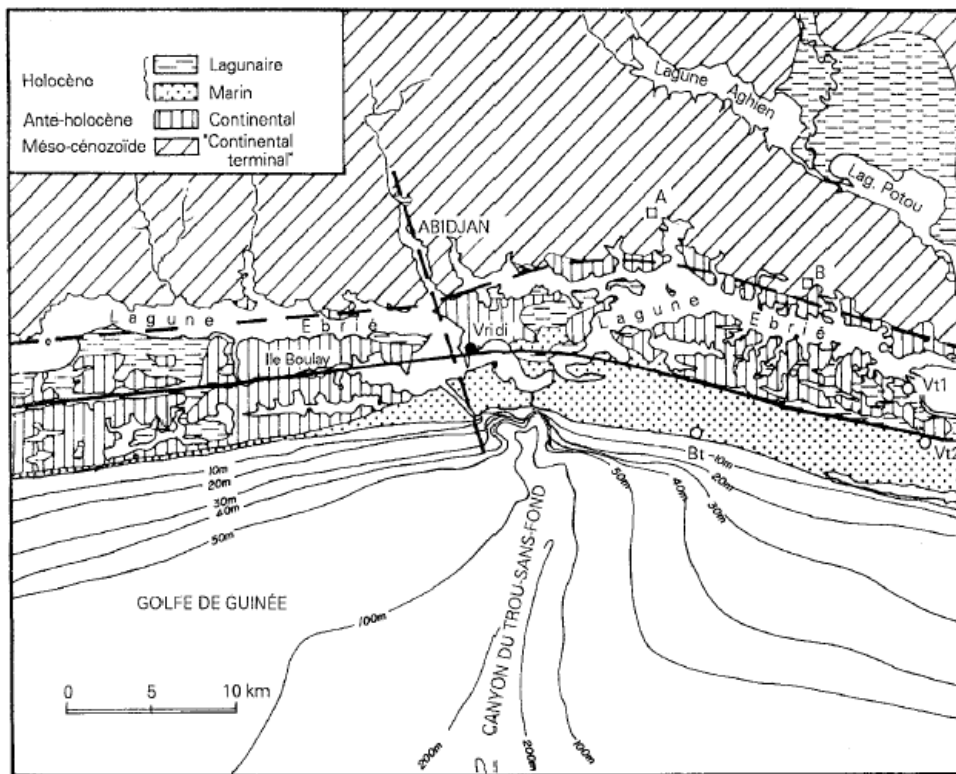 Holocène
Lagunaire
Marin
Ante-holocène
Continental
Méso-cénozoïde
"Continental
terminal"
Lagune
Aghien
Lag. Potou
A
ABIDJAN
B
Lagune
Ebrié
Vridi
agune
Ebrié
Ile Boulay
Vt1
Vt2
Bt
10m
20m
30m
40m
50m
10m
20m
30m
40m
50m
100m
100m
200m
200m
GOLFE DE GUINÉE
CANYON DU TROU-SANS-FOND
0 5 10 km